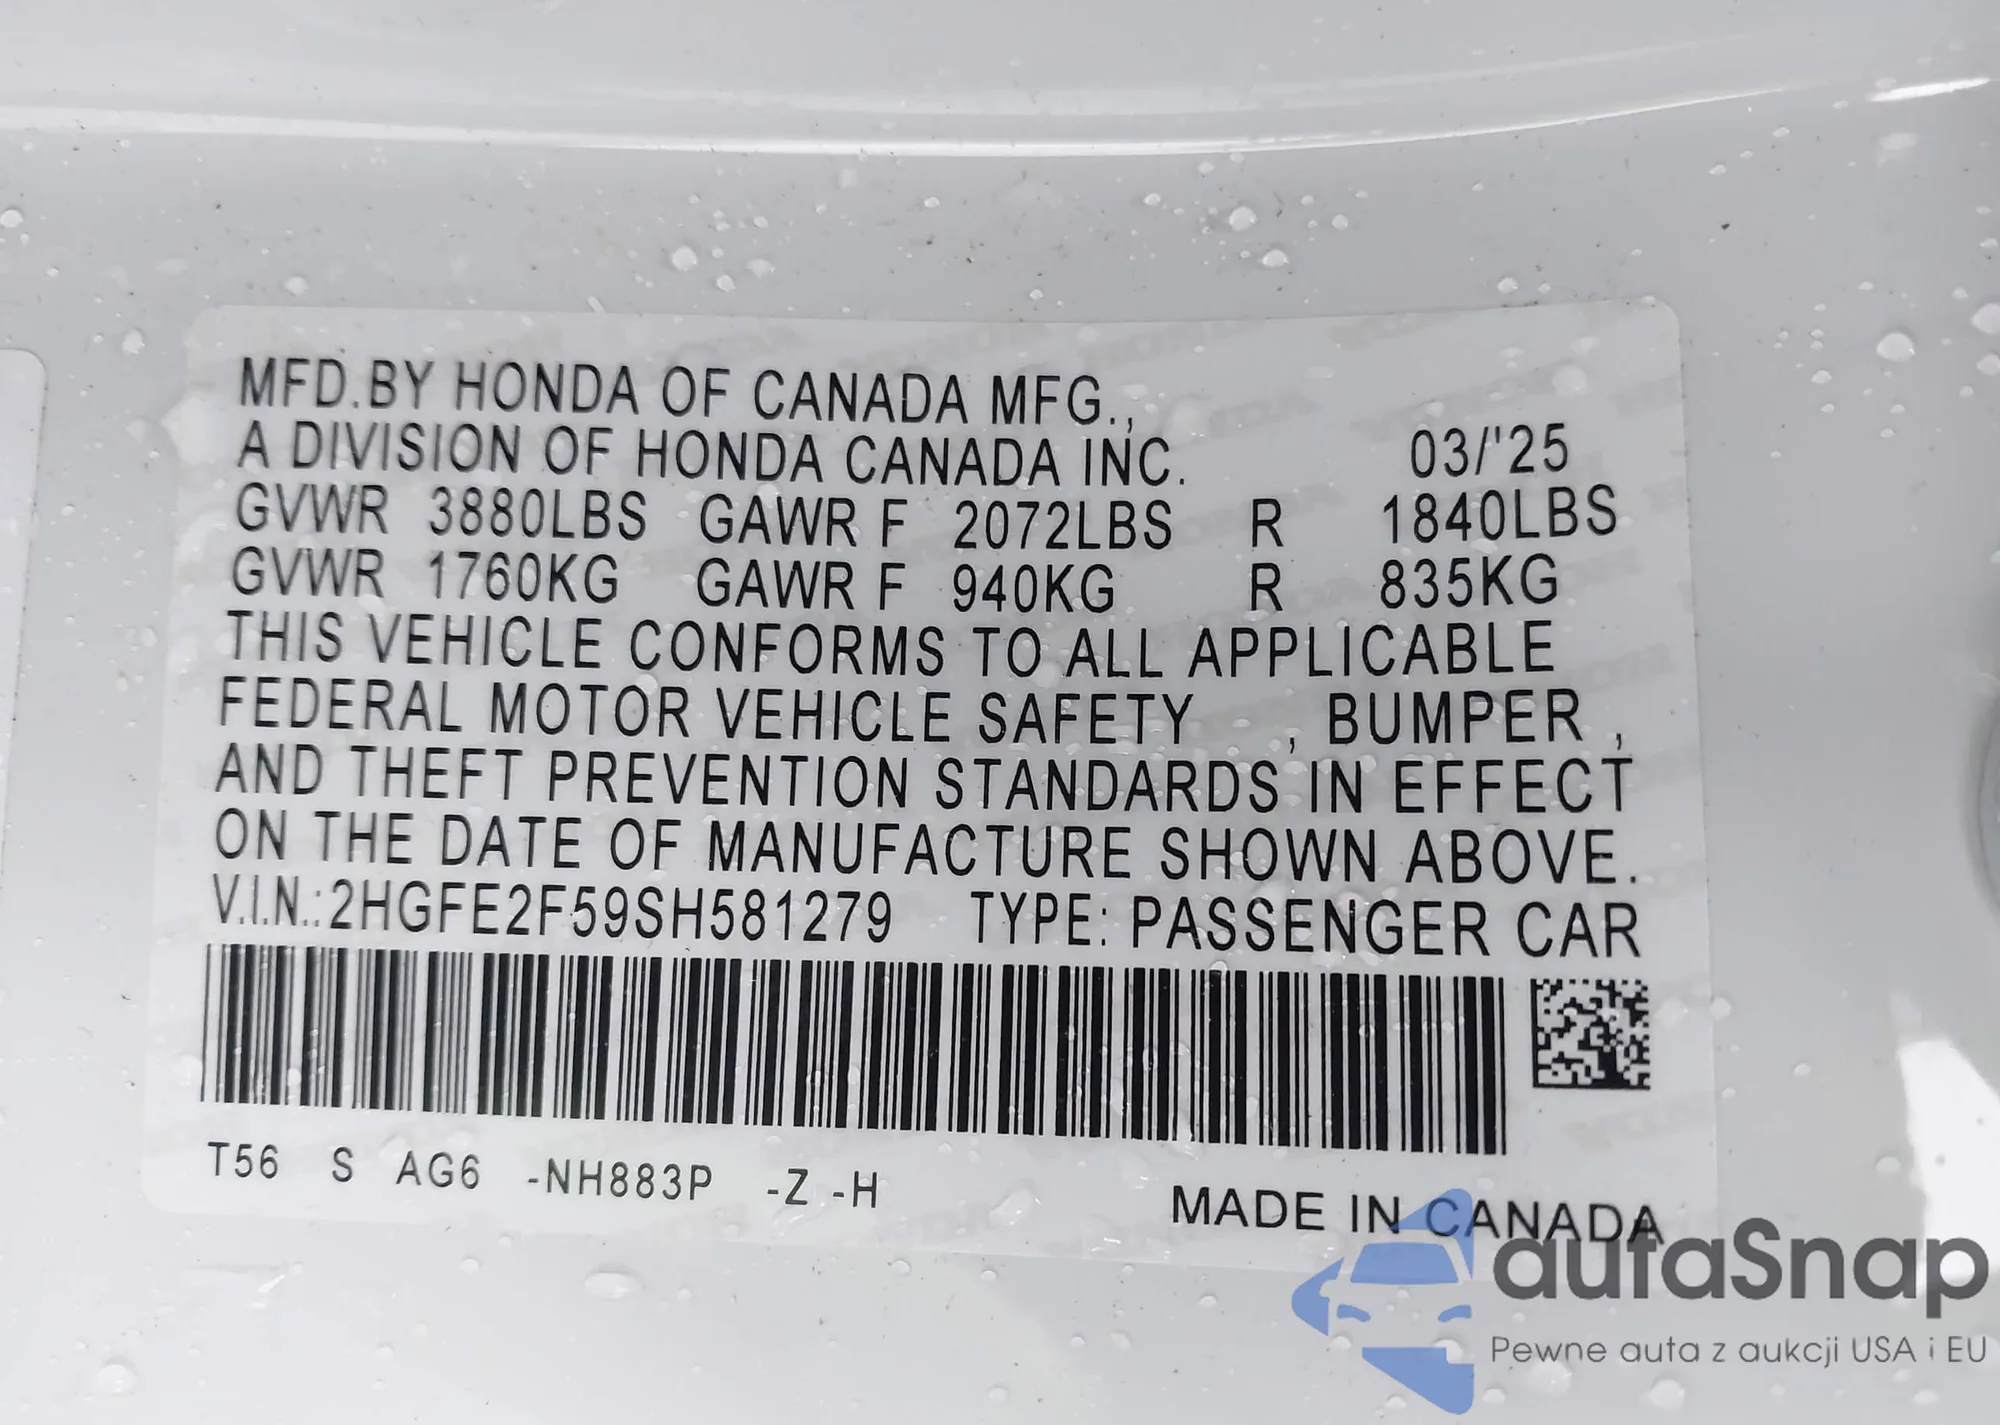 MFD.BY HONDA OF CANADA MFG.,
A DIVISION OF HONDA CANADA INC. 03/'25
GVWR 3880LBS GAWR F 2072LBS R 1840LBS
GVWR 1760KG GAWR F 940KG R 835KG
THIS VEHICLE CONFORMS TO ALL APPLICABLE
FEDERAL MOTOR VEHICLE SAFETY , BUMPER ,
AND THEFT PREVENTION STANDARDS IN EFFECT
ON THE DATE OF MANUFACTURE SHOWN ABOVE.
V.I.N.:2HGFE2F59SH581279 TYPE: PASSENGER CAR
T56 S AG6 -NH883P -Z -H
MADE IN CANADA
autaSnap
Pewne auta z aukcji USA i EU